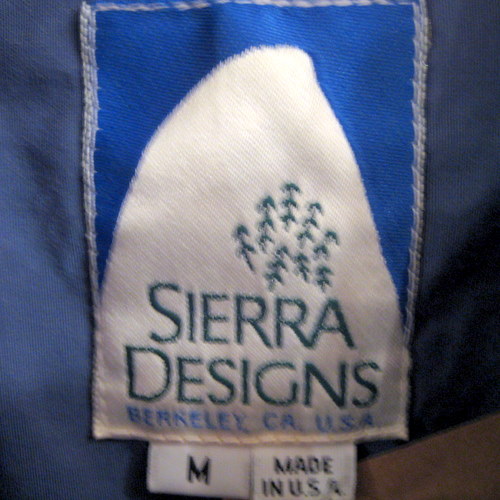 SIERRA
DESIGNS
BERKELEY, CA. U.S.A.
M
MADE
IN U.S.A.